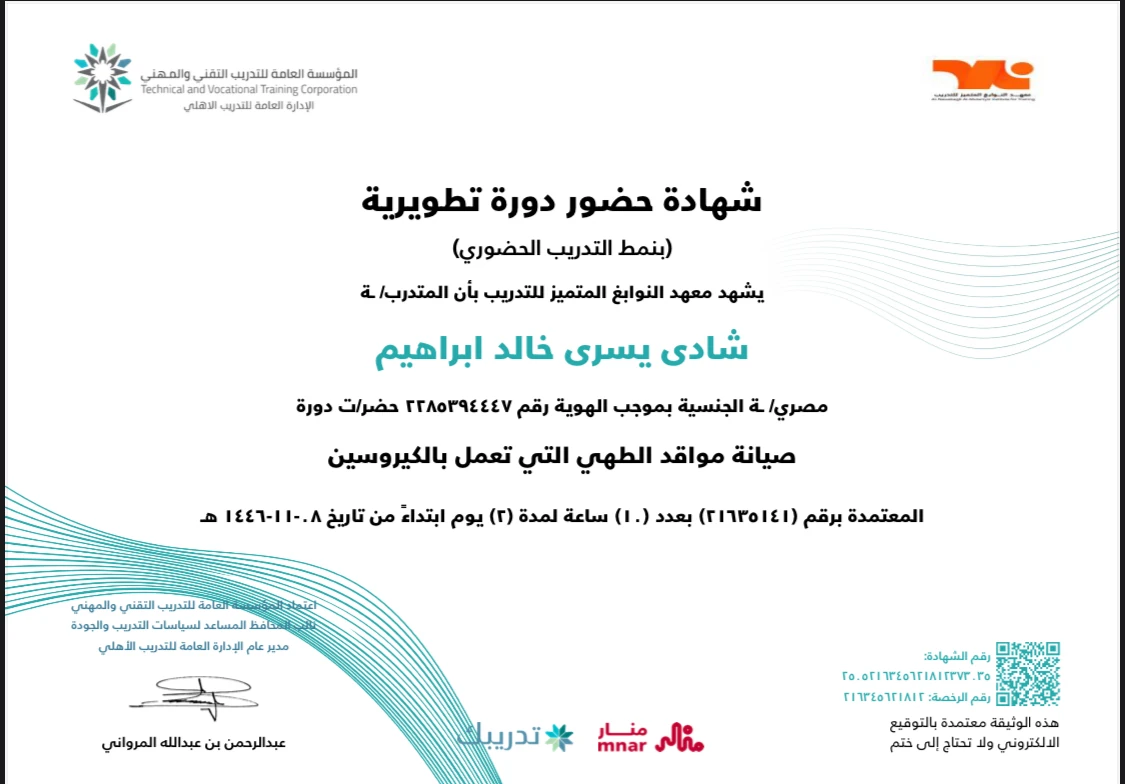 المؤسسة العامة للتدريب التقني والمهني
Technical and Vocational Training Corporation
الإدارة العامة للتدريب الاهلي
معهد النوابغ المتميز للتدريب
شهادة حضور دورة تطويرية
(بنمط التدريب الحضوري)
يشهد معهد النوابغ المتميز للتدريب بأن المتدرب/ ـة
شادى يسرى خالد ابراهيم
مصري/ ـة الجنسية بموجب الهوية رقم ٢٢٨٥٣٩٤٤٤٧ حضر/ت دورة
صيانة مواقد الطهي التي تعمل بالكيروسين
المعتمدة برقم (٢١٦٣٥١٤١) بعدد (١٠) ساعة لمدة (٢) يوم ابتداءً من تاريخ ٠٨-١١-١٤٤٦ هـ
اعتماد المؤسسة العامة للتدريب التقني والمهني
نائب المحافظ المساعد لسياسات التدريب والجودة
مدير عام الإدارة العامة للتدريب الأهلي
عبدالرحمن بن عبدالله المرواني
رقم الشهادة:
٢٥٠٥٢١٦٣٤٥٦٢١٨١٢٣٧٣٠٣٥
رقم الرخصة: ٢١٦٣٤٥٦٢١٨١٢
هذه الوثيقة معتمدة بالتوقيع
الالكتروني ولا تحتاج إلى ختم
تدريبك
منار
mnar